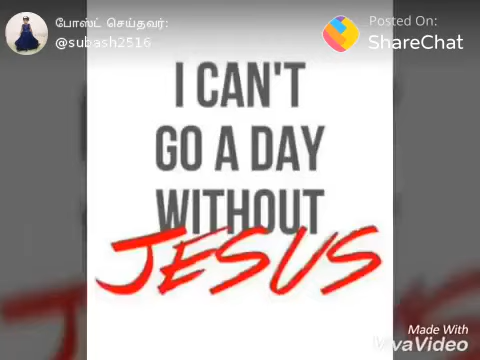 போஸ்ட் செய்தவர்:
@subash2516
Posted On:
ShareChat
I CAN'T
GO A DAY
WITHOUT
JESUS
Made With
VivaVideo